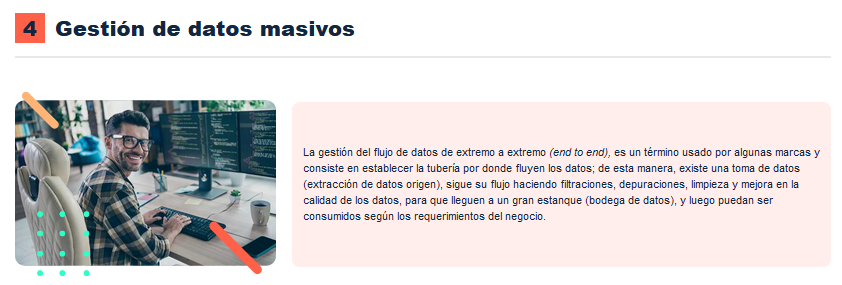 4 Gestión de datos masivos
La gestión del flujo de datos de extremo a extremo (end to end), es un término usado por algunas marcas y
consiste en establecer la tubería por donde fluyen los datos; de esta manera, existe una toma de datos
(extracción de datos origen), sigue su flujo haciendo filtraciones, depuraciones, limpieza y mejora en la
calidad de los datos, para que lleguen a un gran estanque (bodega de datos), y luego puedan ser
consumidos según los requerimientos del negocio.